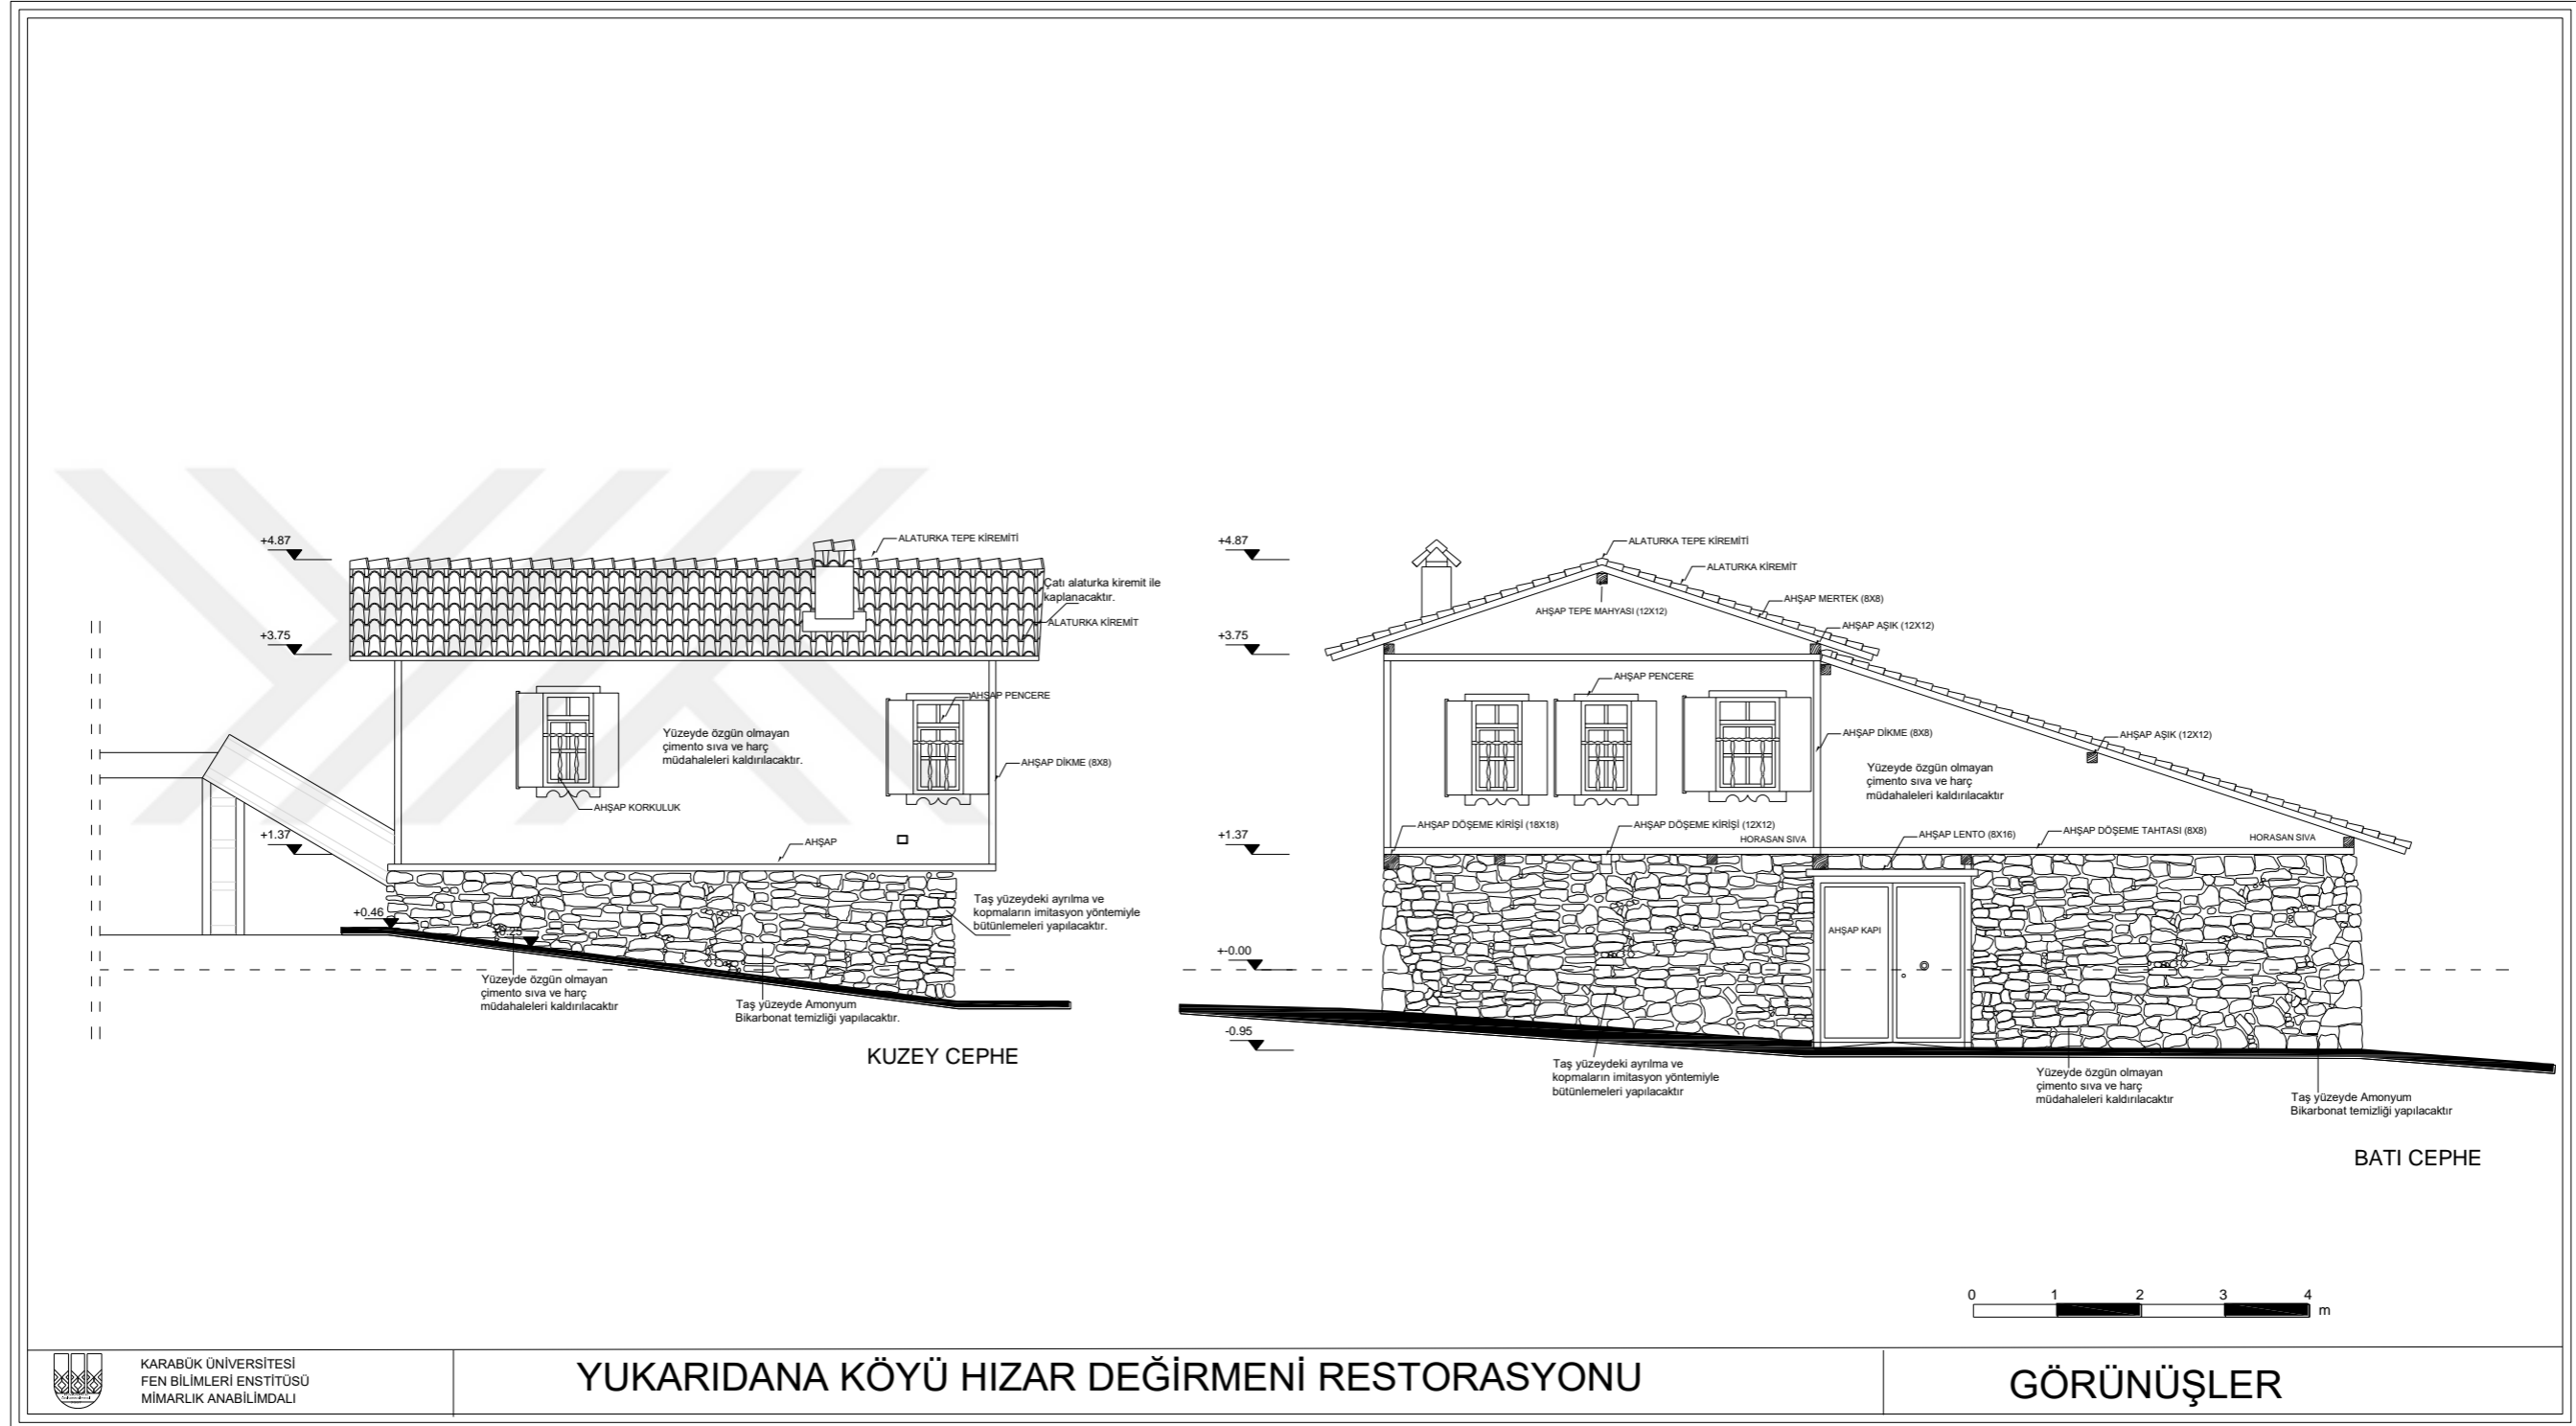 +4.87
ALATURKA TEPE KİREMİTİ
Çatı alaturka kiremit ile
kaplanacaktır.
ALATURKA KİREMİT
+3.75
AHŞAP PENCERE
Yüzeyde özgün olmayan
çimento sıva ve harç
müdahaleleri kaldırılacaktır.
AHŞAP DİKME (8X8)
AHŞAP KORKULUK
+1.37
AHŞAP
Taş yüzeydeki ayrılma ve
kopmaların imitasyon yöntemiyle
bütünlemeleri yapılacaktır.
+0.46
Yüzeyde özgün olmayan
çimento sıva ve harç
müdahaleleri kaldırılacaktır
Taş yüzeyde Amonyum
Bikarbonat temizliği yapılacaktır.
KUZEY CEPHE
+4.87
ALATURKA TEPE KİREMİTİ
ALATURKA KİREMİT
AHŞAP MERTEK (8X8)
AHŞAP TEPE MAHYASI (12X12)
AHŞAP AŞIK (12X12)
+3.75
AHŞAP PENCERE
AHŞAP DİKME (8X8)
AHŞAP AŞIK (12X12)
Yüzeyde özgün olmayan
çimento sıva ve harç
müdahaleleri kaldırılacaktır
+1.37
AHŞAP DÖŞEME KİRİŞİ (18X18)
AHŞAP DÖŞEME KİRİŞİ (12X12)
HORASAN SIVA
AHŞAP LENTO (8X16)
AHŞAP DÖŞEME TAHTASI (8X8)
HORASAN SIVA
AHŞAP KAPI
+-0.00
-0.95
Taş yüzeydeki ayrılma ve
kopmaların imitasyon yöntemiyle
bütünlemeleri yapılacaktır
Yüzeyde özgün olmayan
çimento sıva ve harç
müdahaleleri kaldırılacaktır
Taş yüzeyde Amonyum
Bikarbonat temizliği yapılacaktır
BATI CEPHE
0 1 2 3 4 m
KARABÜK ÜNİVERSİTESİ
FEN BİLİMLERİ ENSTİTÜSÜ
MİMARLIK ANABİLİMDALI
YUKARIDANA KÖYÜ HIZAR DEĞİRMENİ RESTORASYONU
GÖRÜNÜŞLER